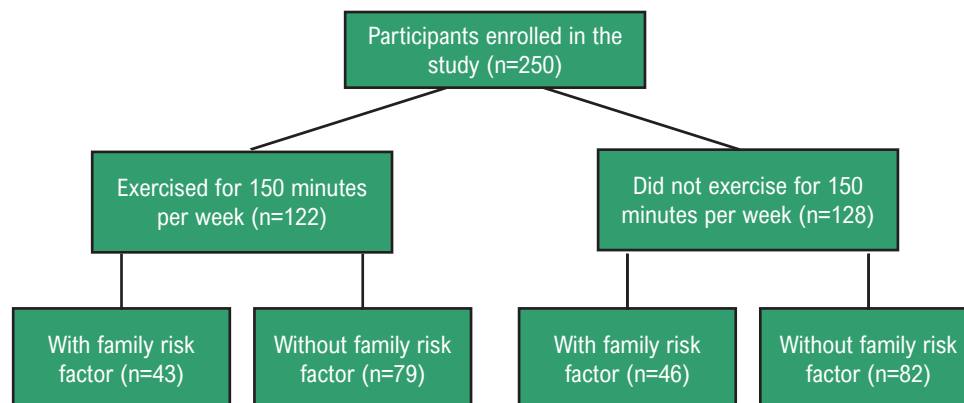 Participants enrolled in the
study (n=250)
Exercised for 150 minutes
per week (n=122)
Did not exercise for 150
minutes per week (n=128)
With family risk
factor (n=43)
Without family risk
factor (n=79)
With family risk
factor (n=46)
Without family risk
factor (n=82)